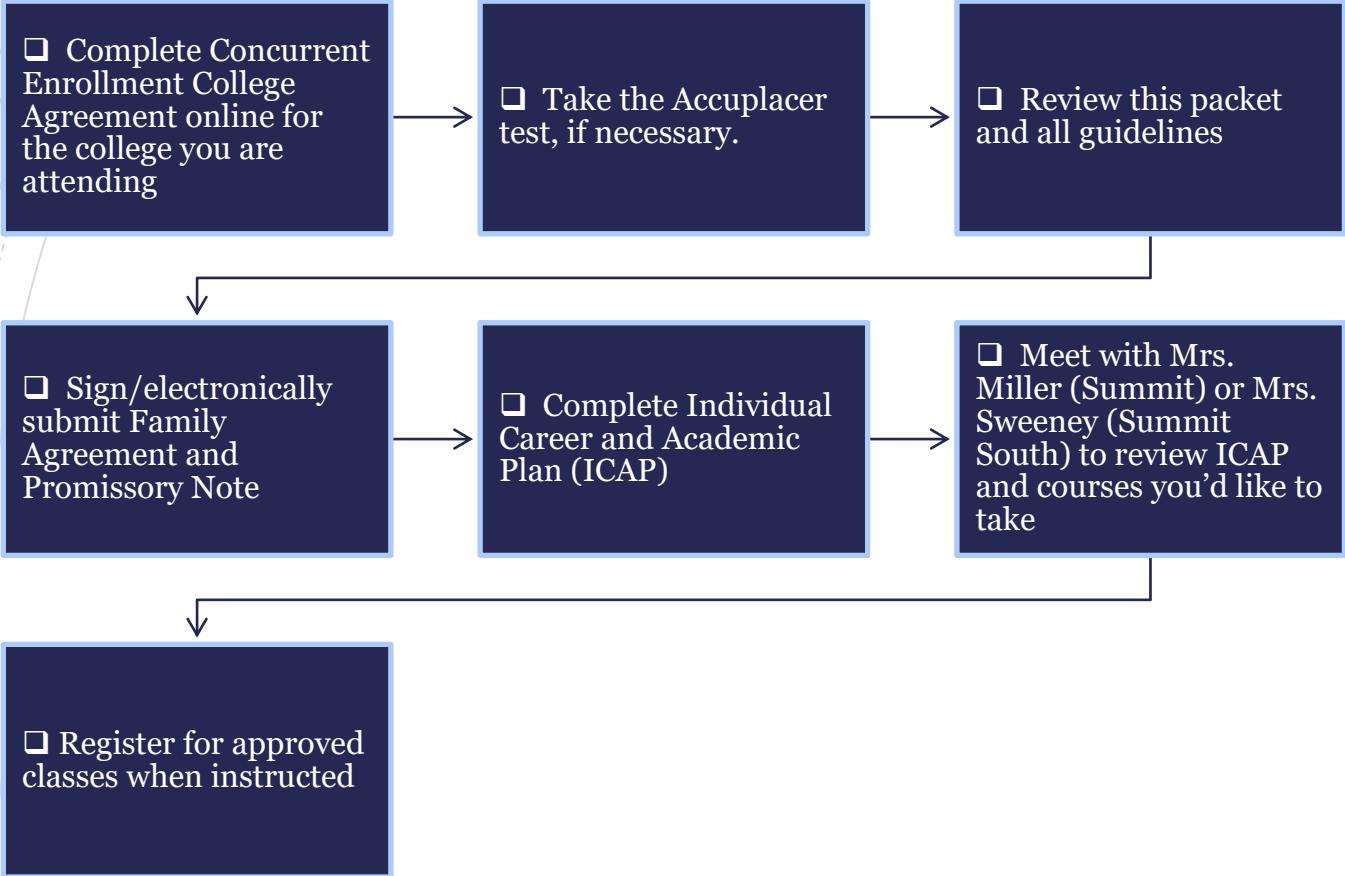 ❑ Complete Concurrent
Enrollment College
Agreement online for
the college you are
attending
❑ Take the Accuplacer
test, if necessary.
❑ Review this packet
and all guidelines
❑ Sign/electronically
submit Family
Agreement and
Promissory Note
❑ Complete Individual
Career and Academic
Plan (ICAP)
❑ Meet with Mrs.
Miller (Summit) or Mrs.
Sweeney (Summit
South) to review ICAP
and courses you’d like to
take
❑ Register for approved
classes when instructed